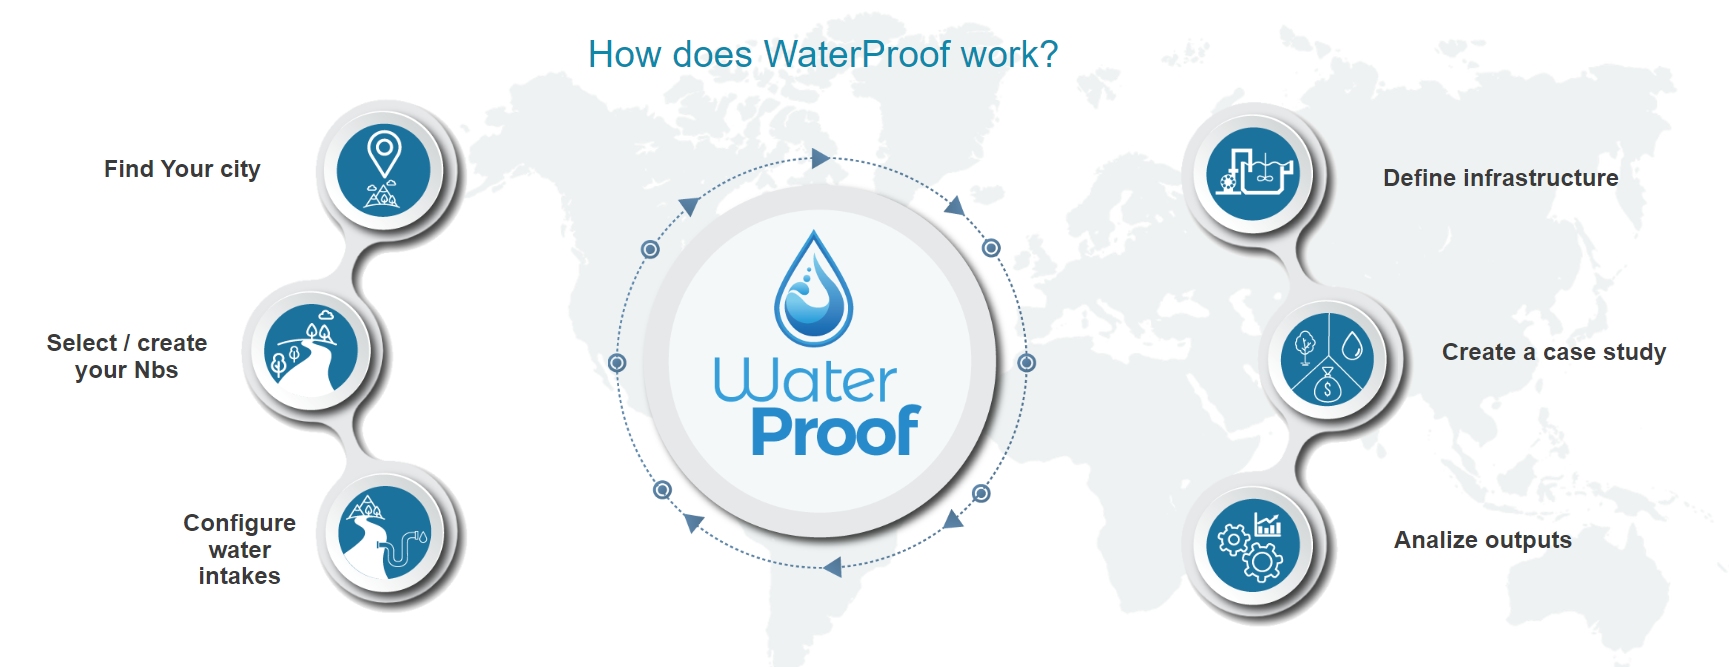 How does WaterProof work?
Find Your city
Select / create
your Nbs
Configure
water
intakes
Water
Proof
Define infrastructure
Create a case study
$
Analize outputs